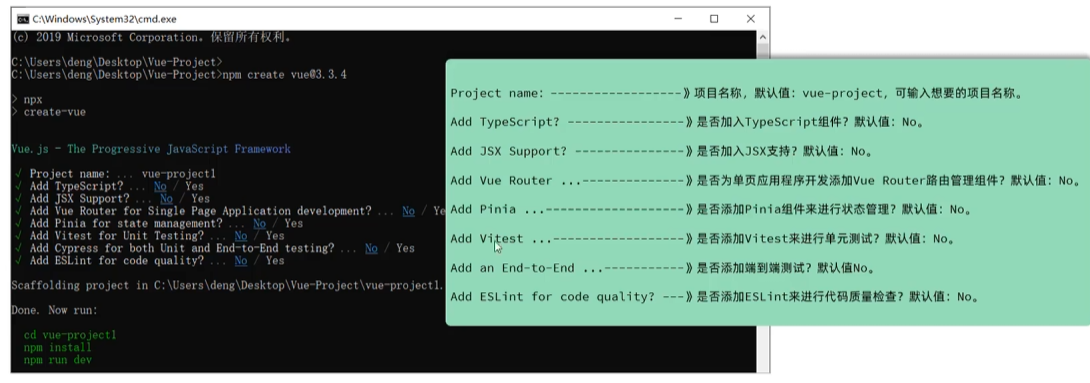 C:\Windows\System32\cmd.exe
(c) 2019 Microsoft Corporation。保留所有权利。
C:\Users\deng\Desktop\Vue-Project>
C:\Users\deng\Desktop\Vue-Project>npm create vue@3.3.4
> npx
> create-vue
Vue.js - The Progressive JavaScript Framework
√ Project name: ... vue-project1
√ Add TypeScript? ... No / Yes
√ Add JSX Support? ... No / Yes
√ Add Vue Router for Single Page Application development? ... No / Ye
√ Add Pinia for state management? ... No / Yes
√ Add Vitest for Unit Testing? ... No / Yes
√ Add Cypress for both Unit and End-to-End testing? ... No / Yes
√ Add ESLint for code quality? ... No / Yes
Scaffolding project in C:\Users\deng\Desktop\Vue-Project\vue-project1.
Done. Now run:
cd vue-project1
npm install
npm run dev
Project name: ------------------》项目名称，默认值：vue-project，可输入想要的项目名称。
Add TypeScript? ----------------》是否加入TypeScript组件？默认值：No。
Add JSX Support? ---------------》是否加入JSX支持？默认值：No。
Add Vue Router ...--------------》是否为单页应用程序开发添加Vue Router路由管理组件？默认值：No。
Add Pinia ...-------------------》是否添加Pinia组件来进行状态管理？默认值：No。
Add Vitest ...------------------》是否添加Vitest来进行单元测试？默认值：No。
Add an End-to-End ...-----------》是否添加端到端测试？默认值No。
Add ESLint for code quality? ---》是否添加ESLint来进行代码质量检查？默认值：No。